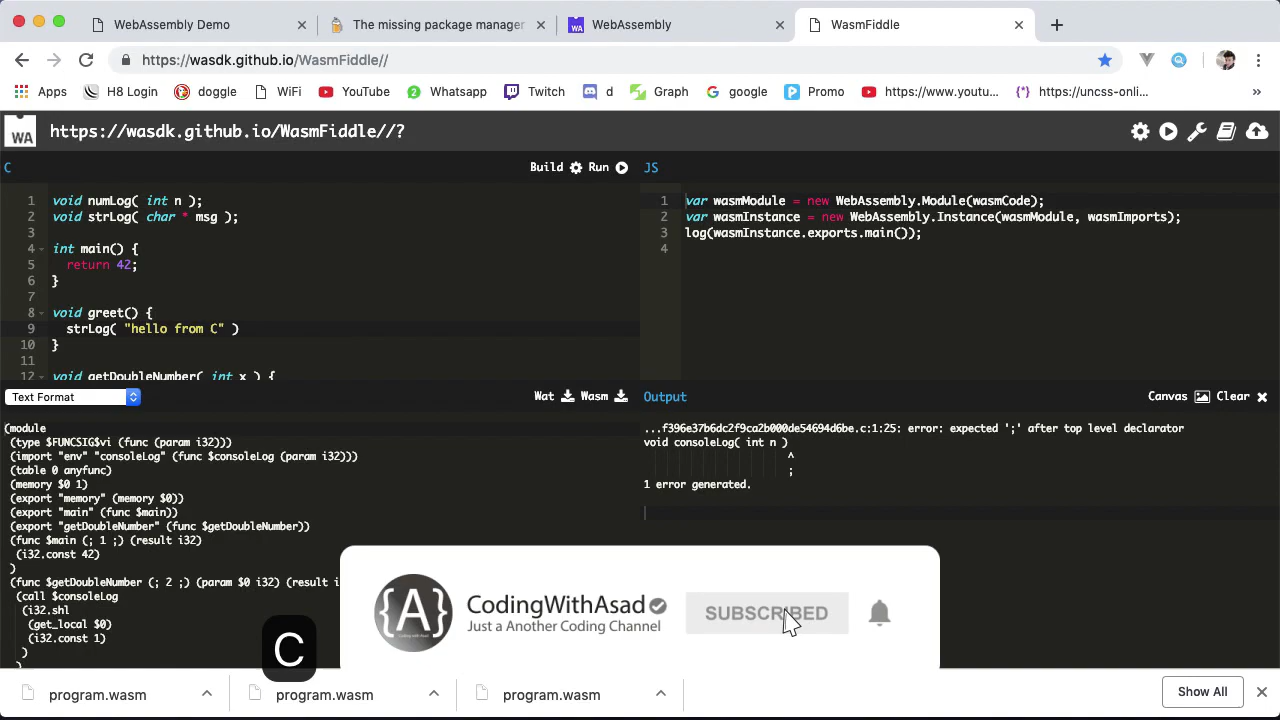 WebAssembly Demo
The missing package manager
WebAssembly
WasmFiddle
https://wasdk.github.io/WasmFiddle//
Apps
H8 Login
doggle
WiFi
YouTube
Whatsapp
Twitch
d
Graph
google
Promo
https://www.youtu...
https://uncss-onli...
»
WA
https://wasdk.github.io/WasmFiddle//?
C
Build
Run
JS
1 void numLog( int n );
2 void strLog( char * msg );
3
4 int main() {
5 return 42;
6 }
7
8 void greet() {
9 strLog( "hello from C" )
10 }
11
12 void getDoubleNumber( int x ) {
1 var wasmModule = new WebAssembly.Module(wasmCode);
2 var wasmInstance = new WebAssembly.Instance(wasmModule, wasmImports);
3 log(wasmInstance.exports.main());
4
Text Format
Wat
Wasm
Output
Canvas
Clear
(module
(type $FUNCSIG$vi (func (param i32)))
(import "env" "consoleLog" (func $consoleLog (param i32)))
(table 0 anyfunc)
(memory $0 1)
(export "memory" (memory $0))
(export "main" (func $main))
(export "getDoubleNumber" (func $getDoubleNumber))
(func $main (; 1 ;) (result i32)
(i32.const 42)
)
(func $getDoubleNumber (; 2 ;) (param $0 i32) (result i
(call $consoleLog
(i32.shl
(get_local $0)
(i32.const 1)
)
)
...f396e37b6dc2f9ca2b000de54694d6be.c:1:25: error: expected ';' after top level declarator
void consoleLog( int n )
^
;
1 error generated.
{A}
CodingWithAsad
Just a Another Coding Channel
SUBSCRIBED
C
program.wasm
program.wasm
program.wasm
Show All